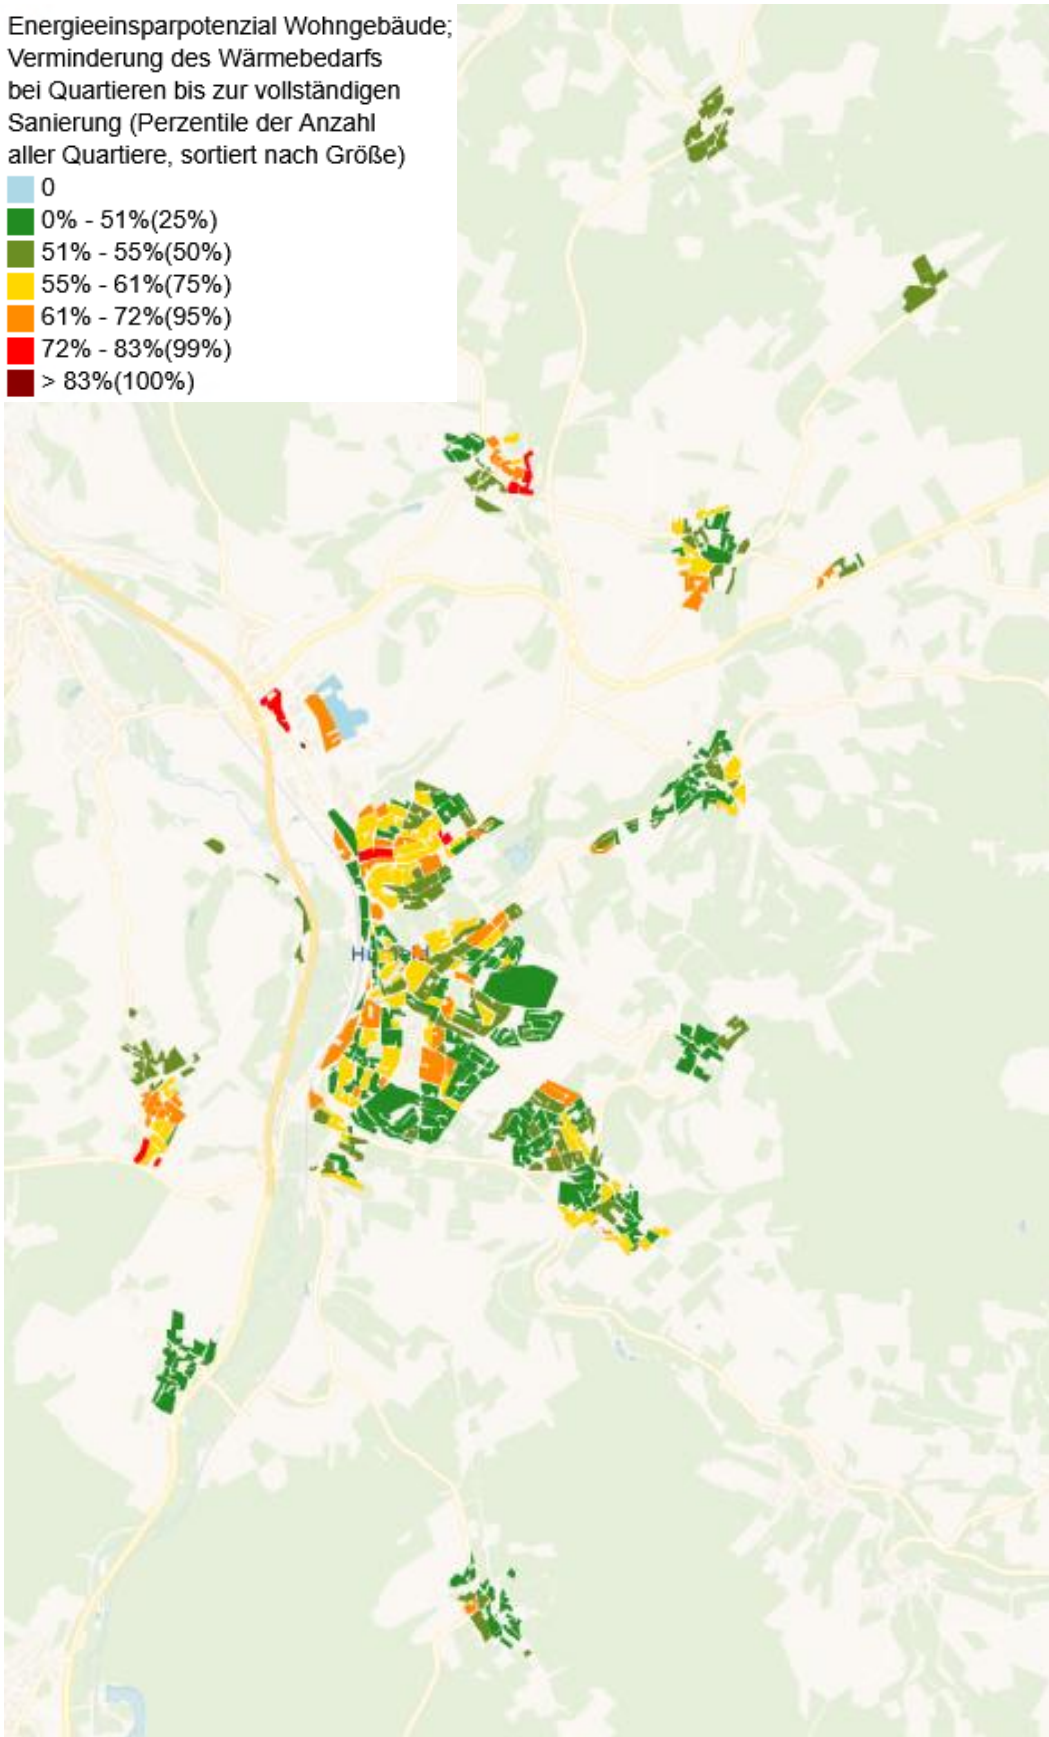 Energieeinsparpotenzial Wohngebäude;
Verminderung des Wärmebedarfs
bei Quartieren bis zur vollständigen
Sanierung (Perzentile der Anzahl
aller Quartiere, sortiert nach Größe)
0
0% - 51%(25%)
51% - 55%(50%)
55% - 61%(75%)
61% - 72%(95%)
72% - 83%(99%)
> 83%(100%)